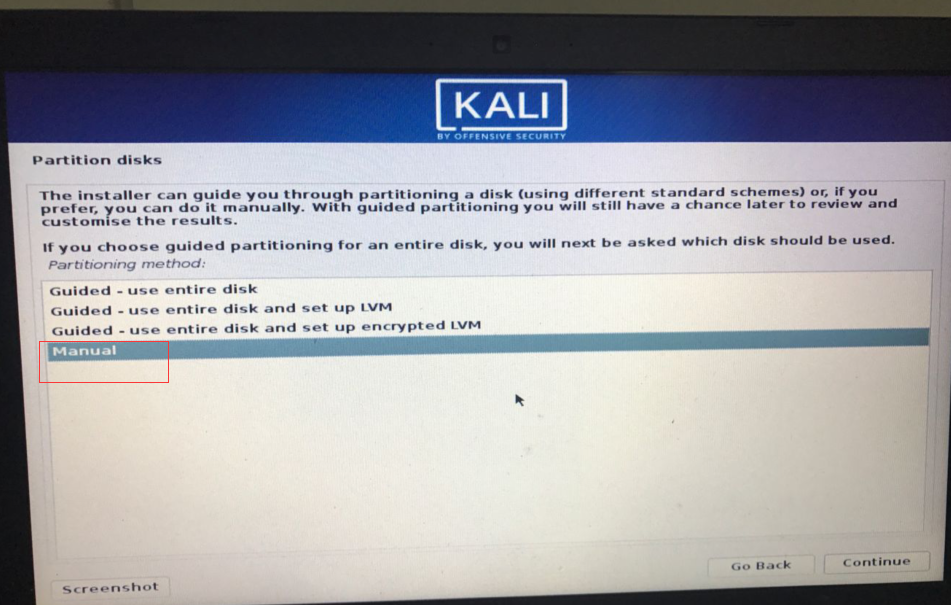 KALI
BY OFFENSIVE SECURITY
Partition disks
The installer can guide you through partitioning a disk (using different standard schemes) or, if you
prefer, you can do it manually. With guided partitioning you will still have a chance later to review and
customise the results.
If you choose guided partitioning for an entire disk, you will next be asked which disk should be used.
Partitioning method:
Guided - use entire disk
Guided - use entire disk and set up LVM
Guided - use entire disk and set up encrypted LVM
Manual
Screenshot
Go Back
Continue